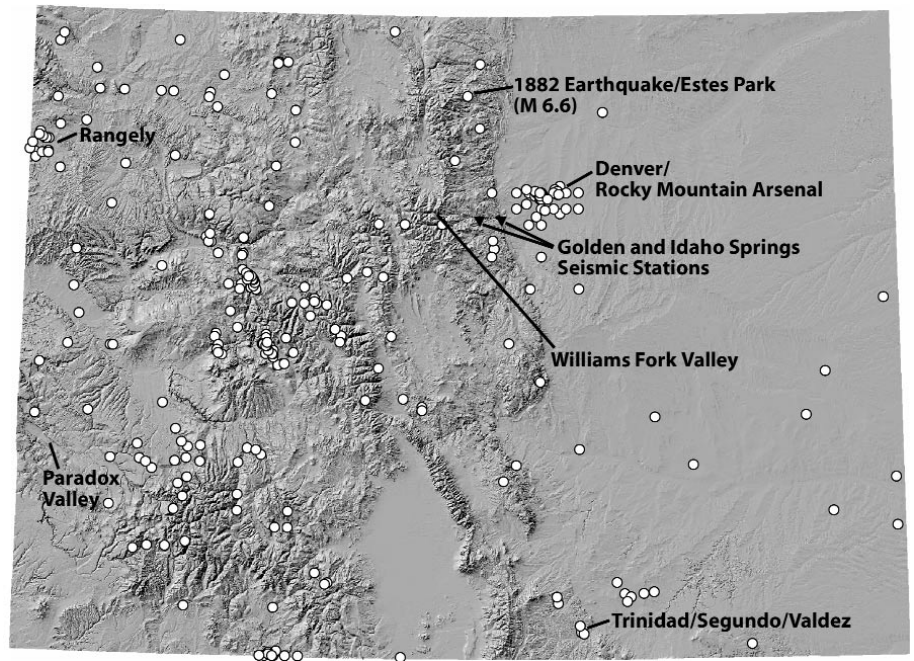 1882 Earthquake/Estes Park
(M 6.6)
Rangely
Denver/
Rocky Mountain Arsenal
Golden and Idaho Springs
Seismic Stations
Williams Fork Valley
Paradox
Valley
Trinidad/Segundo/Valdez